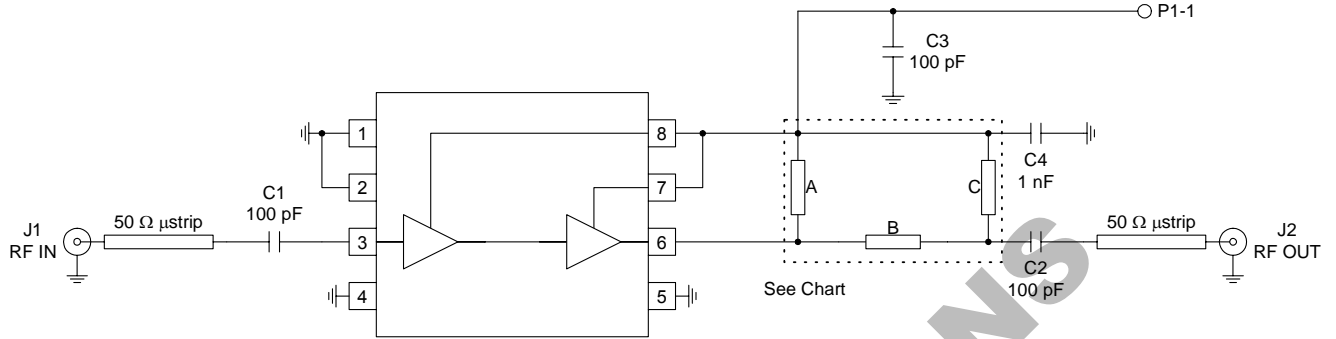 P1-1
C3
100 pF
1
8
C4
1 nF
2
7
A
C
C1
100 pF
J1
RF IN
50 Ω μstrip
3
6
B
50 Ω μstrip
J2
RF OUT
C2
100 pF
4
5
See Chart
NS